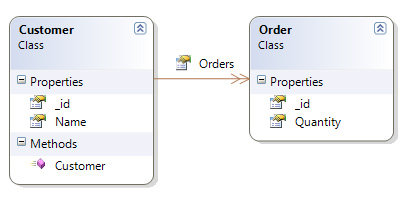 Customer
Class
Properties
_id
Name
Methods
Customer
Orders
Order
Class
Properties
_id
Quantity